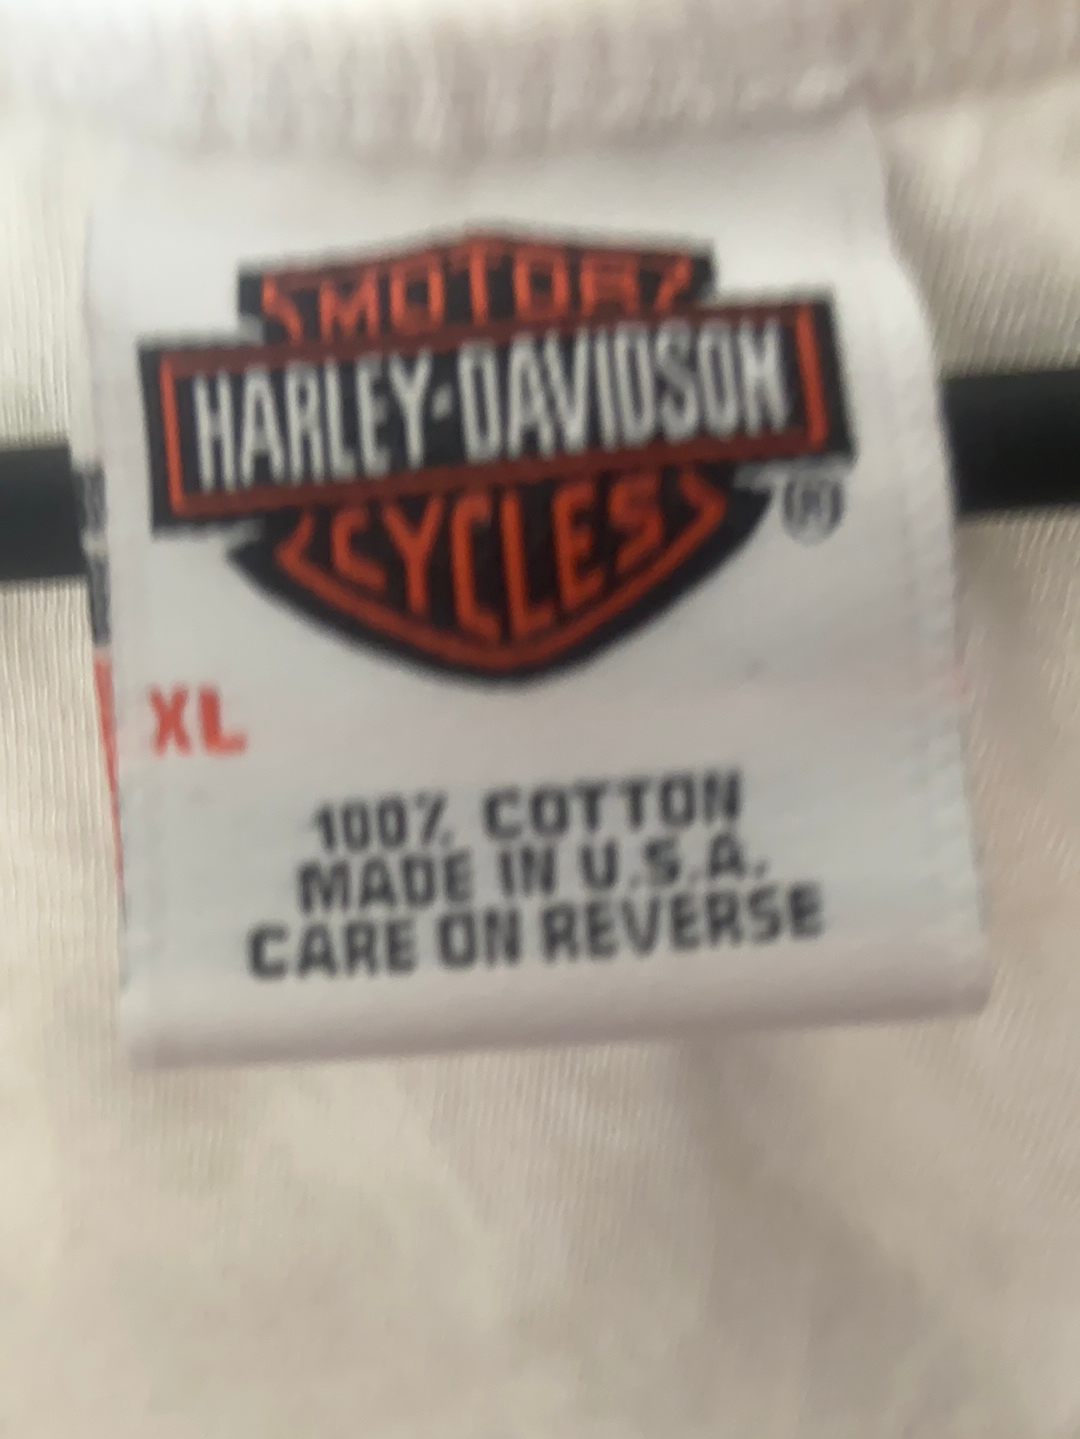 MOTOR
HARLEY-DAVIDSON
CYCLES
®
XL
100% COTTON
MADE IN U.S.A.
CARE ON REVERSE